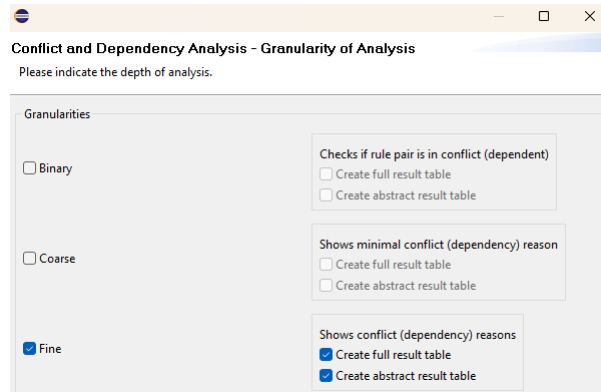 Conflict and Dependency Analysis - Granularity of Analysis
Please indicate the depth of analysis.
Granularities
Binary
Checks if rule pair is in conflict (dependent)
Create full result table
Create abstract result table
Coarse
Shows minimal conflict (dependency) reason
Create full result table
Create abstract result table
Fine
Shows conflict (dependency) reasons
Create full result table
Create abstract result table